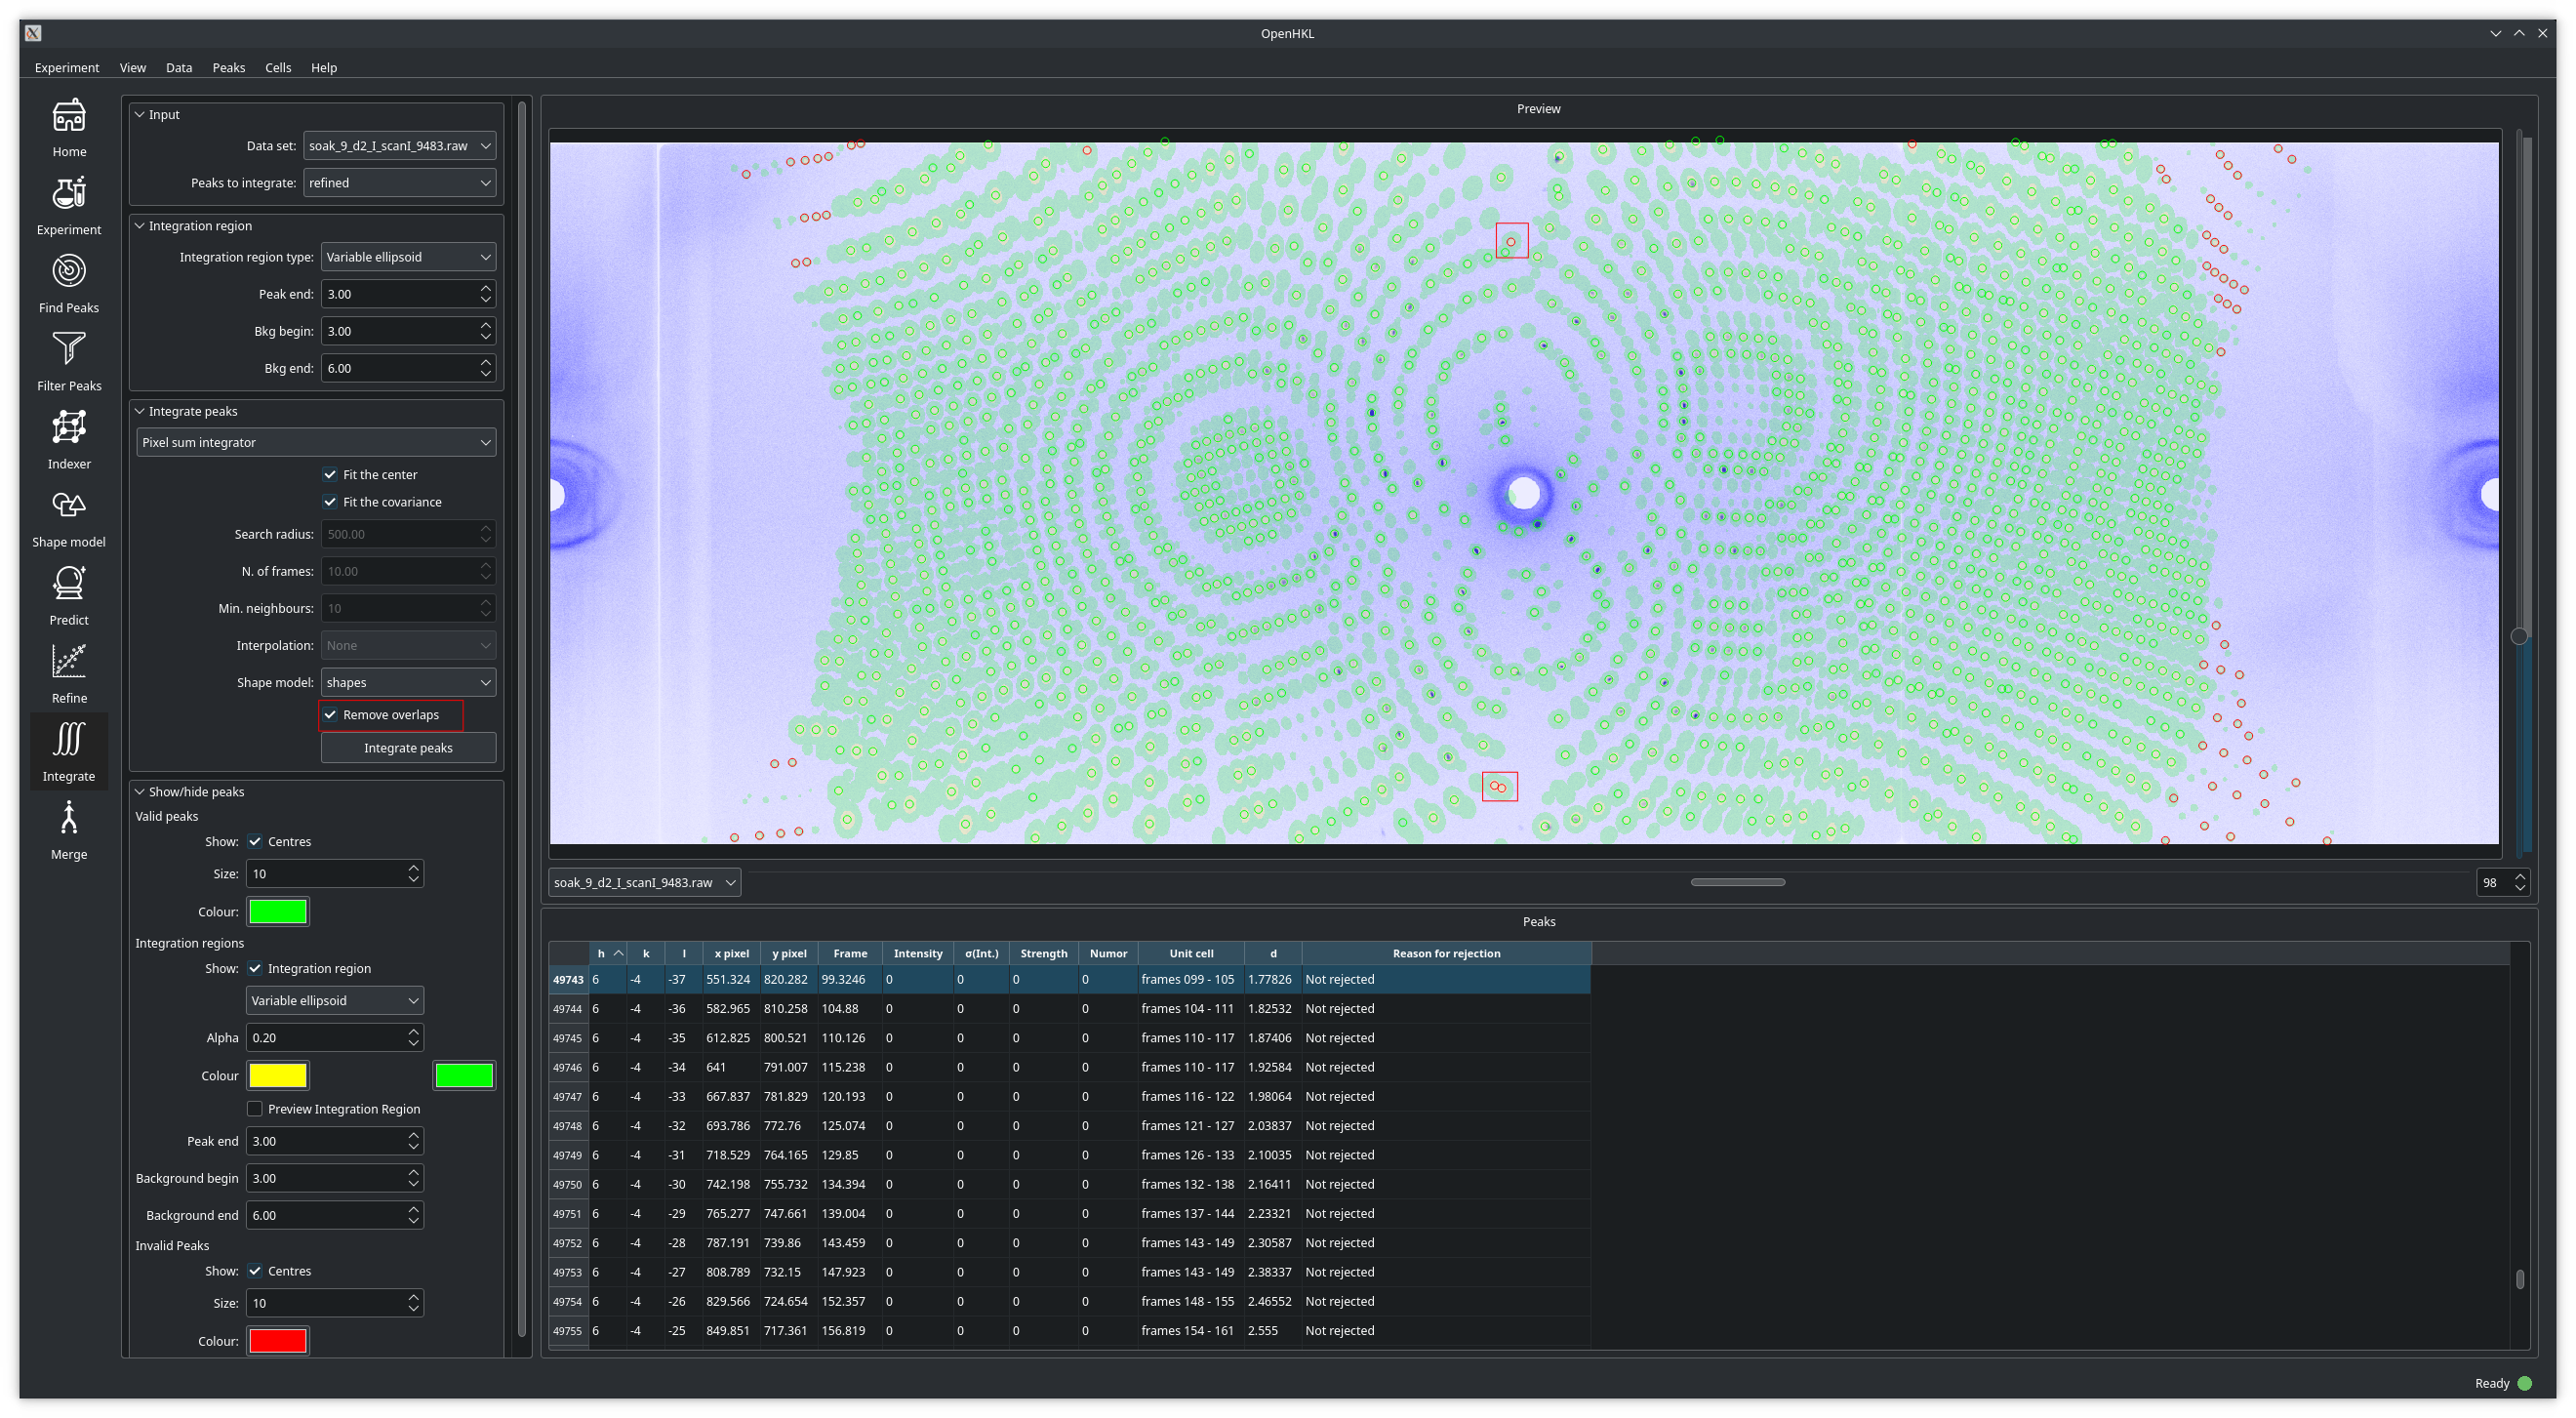 OpenHKL
Experiment View Data Peaks Cells Help
Home
Experiment
Find Peaks
Filter Peaks
Indexer
Shape model
Predict
Refine
Integrate
Merge
Input
Data set: soak_9_d2_I_scanI_9483.raw
Peaks to integrate: refined
Integration region
Integration region type: Variable ellipsoid
Peak end: 3.00
Bkg begin: 3.00
Bkg end: 6.00
Integrate peaks
Pixel sum integrator
Fit the center
Fit the covariance
Search radius: 500.00
N. of frames: 10.00
Min. neighbours: 10
Interpolation: None
Shape model: shapes
Remove overlaps
Integrate peaks
Show/hide peaks
Valid peaks
Show: Centres
Size: 10
Colour:
Integration regions
Show: Integration region
Variable ellipsoid
Alpha 0.20
Colour
Preview Integration Region
Peak end 3.00
Background begin 3.00
Background end 6.00
Invalid Peaks
Show: Centres
Size: 10
Colour:
Preview
soak_9_d2_I_scanI_9483.raw 98
Peaks
h k l x pixel y pixel Frame Intensity σ(Int.) Strength Numor Unit cell d Reason for rejection
49743 6 -4 -37 551.324 820.282 99.3246 0 0 0 0 frames 099 - 105 1.77826 Not rejected
49744 6 -4 -36 582.965 810.258 104.88 0 0 0 0 frames 104 - 111 1.82532 Not rejected
49745 6 -4 -35 612.825 800.521 110.126 0 0 0 0 frames 110 - 117 1.87406 Not rejected
49746 6 -4 -34 641 791.007 115.238 0 0 0 0 frames 110 - 117 1.92584 Not rejected
49747 6 -4 -33 667.837 781.829 120.193 0 0 0 0 frames 116 - 122 1.98064 Not rejected
49748 6 -4 -32 693.786 772.76 125.074 0 0 0 0 frames 121 - 127 2.03837 Not rejected
49749 6 -4 -31 718.529 764.165 129.85 0 0 0 0 frames 126 - 133 2.10035 Not rejected
49750 6 -4 -30 742.198 755.732 134.394 0 0 0 0 frames 132 - 138 2.16411 Not rejected
49751 6 -4 -29 765.277 747.661 139.004 0 0 0 0 frames 137 - 144 2.23321 Not rejected
49752 6 -4 -28 787.191 739.86 143.459 0 0 0 0 frames 143 - 149 2.30587 Not rejected
49753 6 -4 -27 808.789 732.15 147.923 0 0 0 0 frames 143 - 149 2.38337 Not rejected
49754 6 -4 -26 829.566 724.654 152.357 0 0 0 0 frames 148 - 155 2.46552 Not rejected
49755 6 -4 -25 849.851 717.361 156.819 0 0 0 0 frames 154 - 161 2.555 Not rejected
Ready